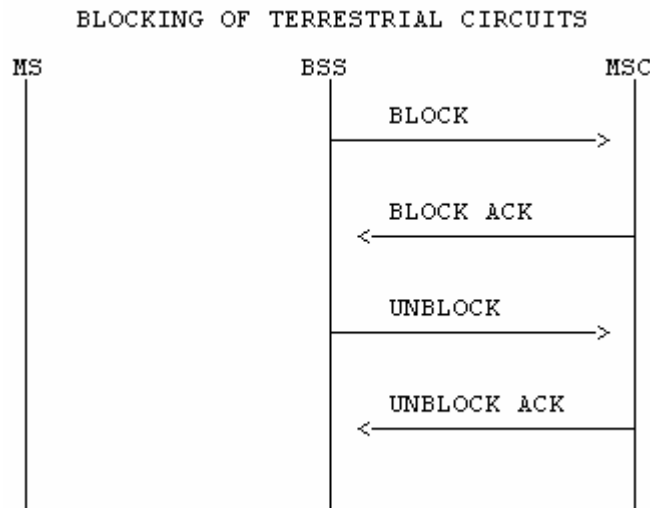 BLOCKING OF TERRESTRIAL CIRCUITS
MS BSS MSC
BLOCK
BLOCK ACK
UNBLOCK
UNBLOCK ACK